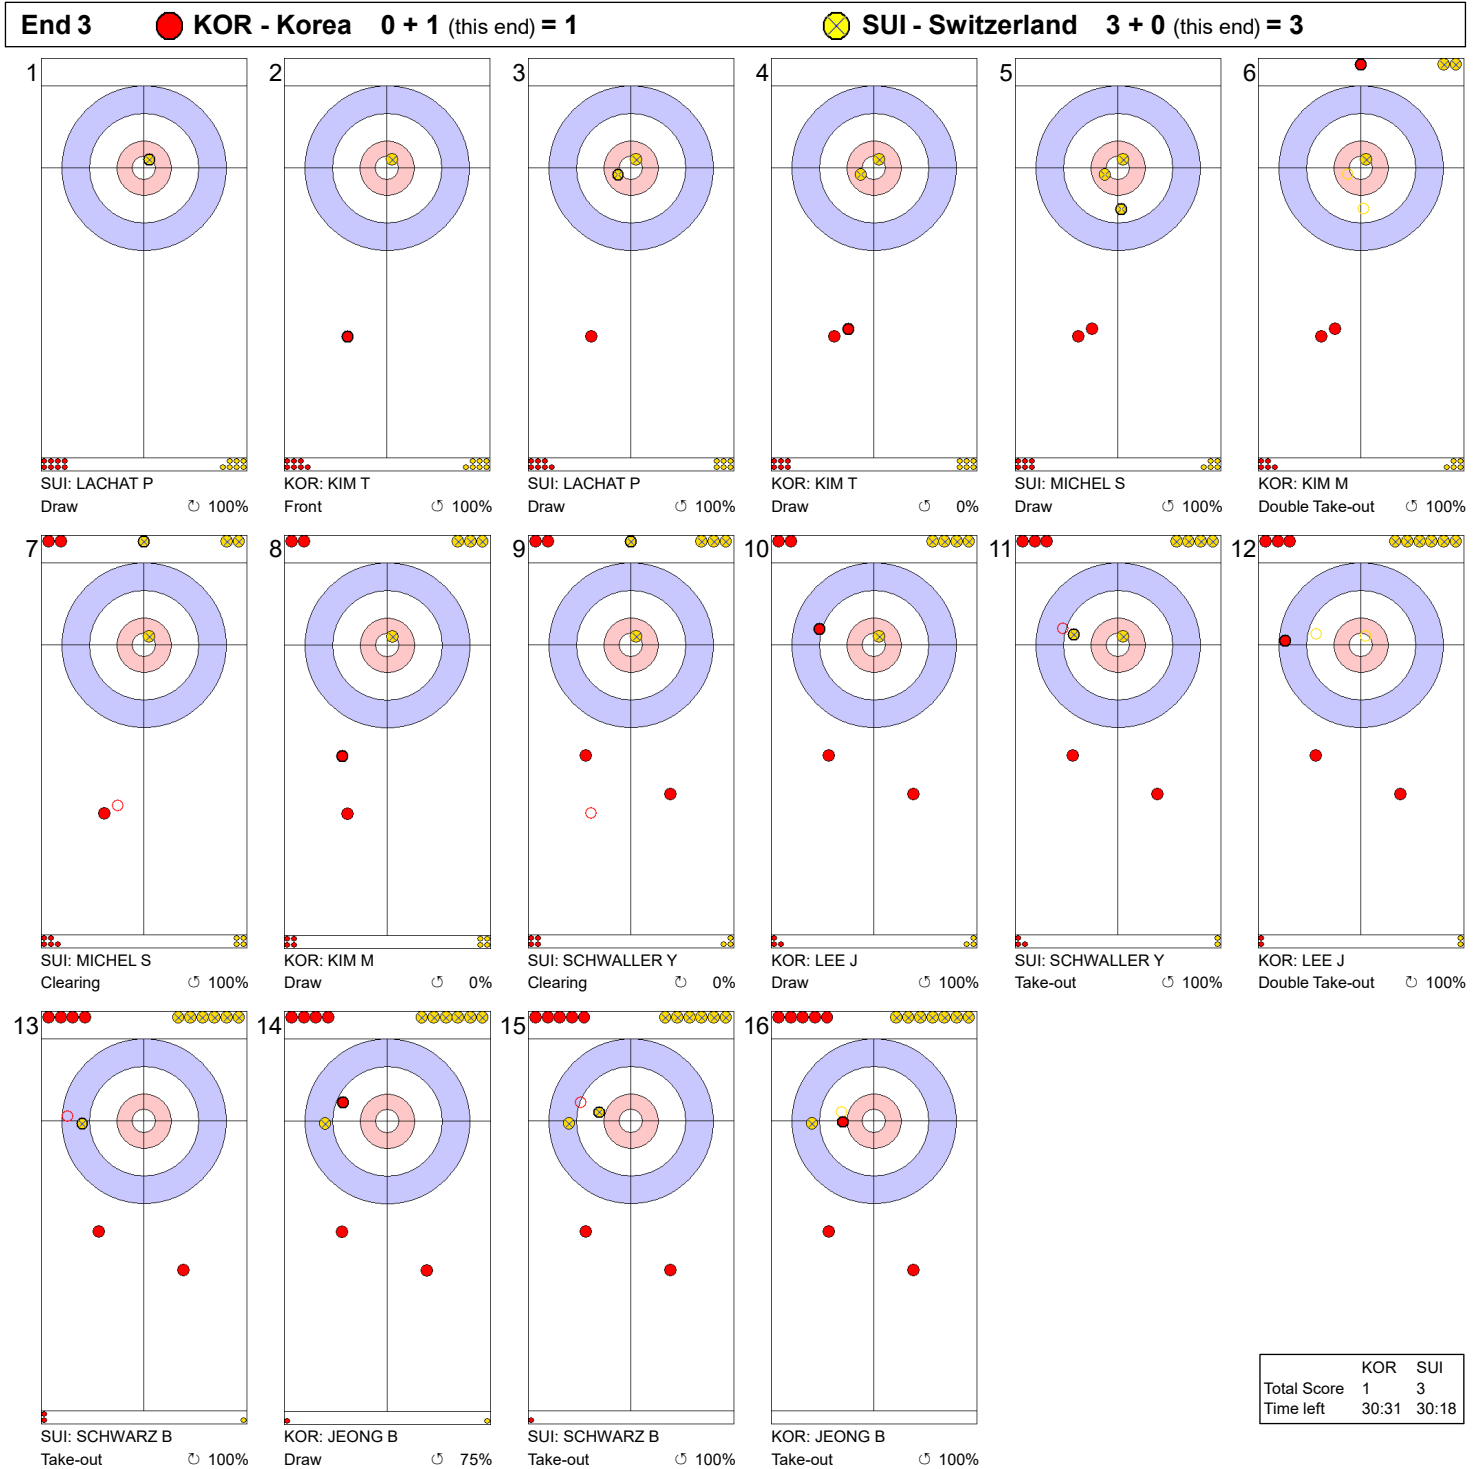 End 3 KOR - Korea 0 + 1 (this end) = 1 SUI - Switzerland 3 + 0 (this end) = 3
1 2 3 4 5 6
SUI: LACHAT P KOR: KIM T SUI: LACHAT P KOR: KIM T SUI: MICHEL S KOR: KIM M
Draw ↻ 100% Front ↺ 100% Draw ↺ 100% Draw ↺ 0% Draw ↺ 100% Double Take-out ↺ 100%
7 8 9 10 11 12
SUI: MICHEL S KOR: KIM M SUI: SCHWALLER Y KOR: LEE J SUI: SCHWALLER Y KOR: LEE J
Clearing ↺ 100% Draw ↺ 0% Clearing ↻ 0% Draw ↺ 100% Take-out ↺ 100% Double Take-out ↻ 100%
13 14 15 16
KOR SUI
Total Score 1 3
Time left 30:31 30:18
SUI: SCHWARZ B KOR: JEONG B SUI: SCHWARZ B KOR: JEONG B
Take-out ↻ 100% Draw ↺ 75% Take-out ↺ 100% Take-out ↺ 100%